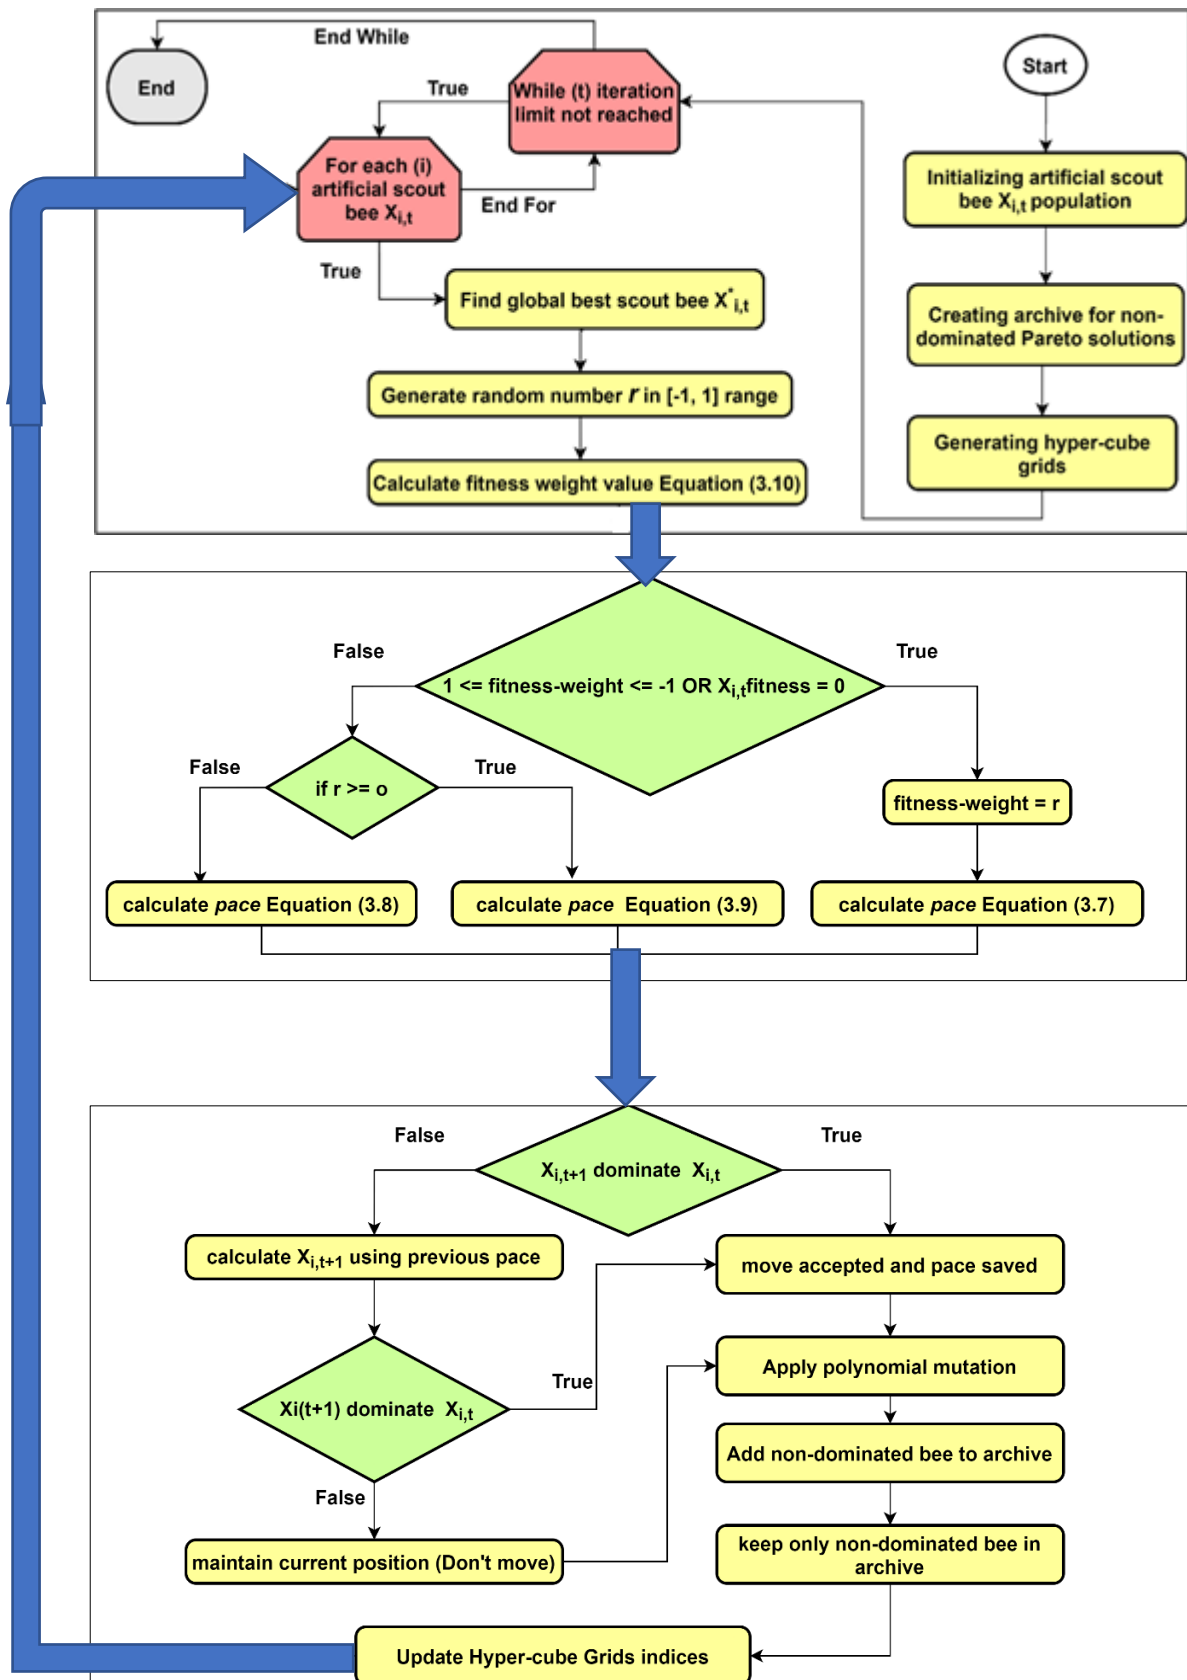 End While
Start
End
True
While (t) iteration
limit not reached
For each (i)
artificial scout
bee Xi,t
End For
Initializing artificial scout
bee Xi,t population
True
Find global best scout bee X*i,t
Creating archive for non-
dominated Pareto solutions
Generate random number r in [-1, 1] range
Generating hyper-cube
grids
Calculate fitness weight value Equation (3.10)
False
True
1 <= fitness-weight <= -1 OR Xi,tfitness = 0
False
True
if r >= o
fitness-weight = r
calculate pace Equation (3.8)
calculate pace Equation (3.9)
calculate pace Equation (3.7)
False
True
Xi,t+1 dominate Xi,t
calculate Xi,t+1 using previous pace
move accepted and pace saved
Apply polynomial mutation
True
Xi(t+1) dominate Xi,t
Add non-dominated bee to archive
False
maintain current position (Don't move)
keep only non-dominated bee in
archive
Update Hyper-cube Grids indices